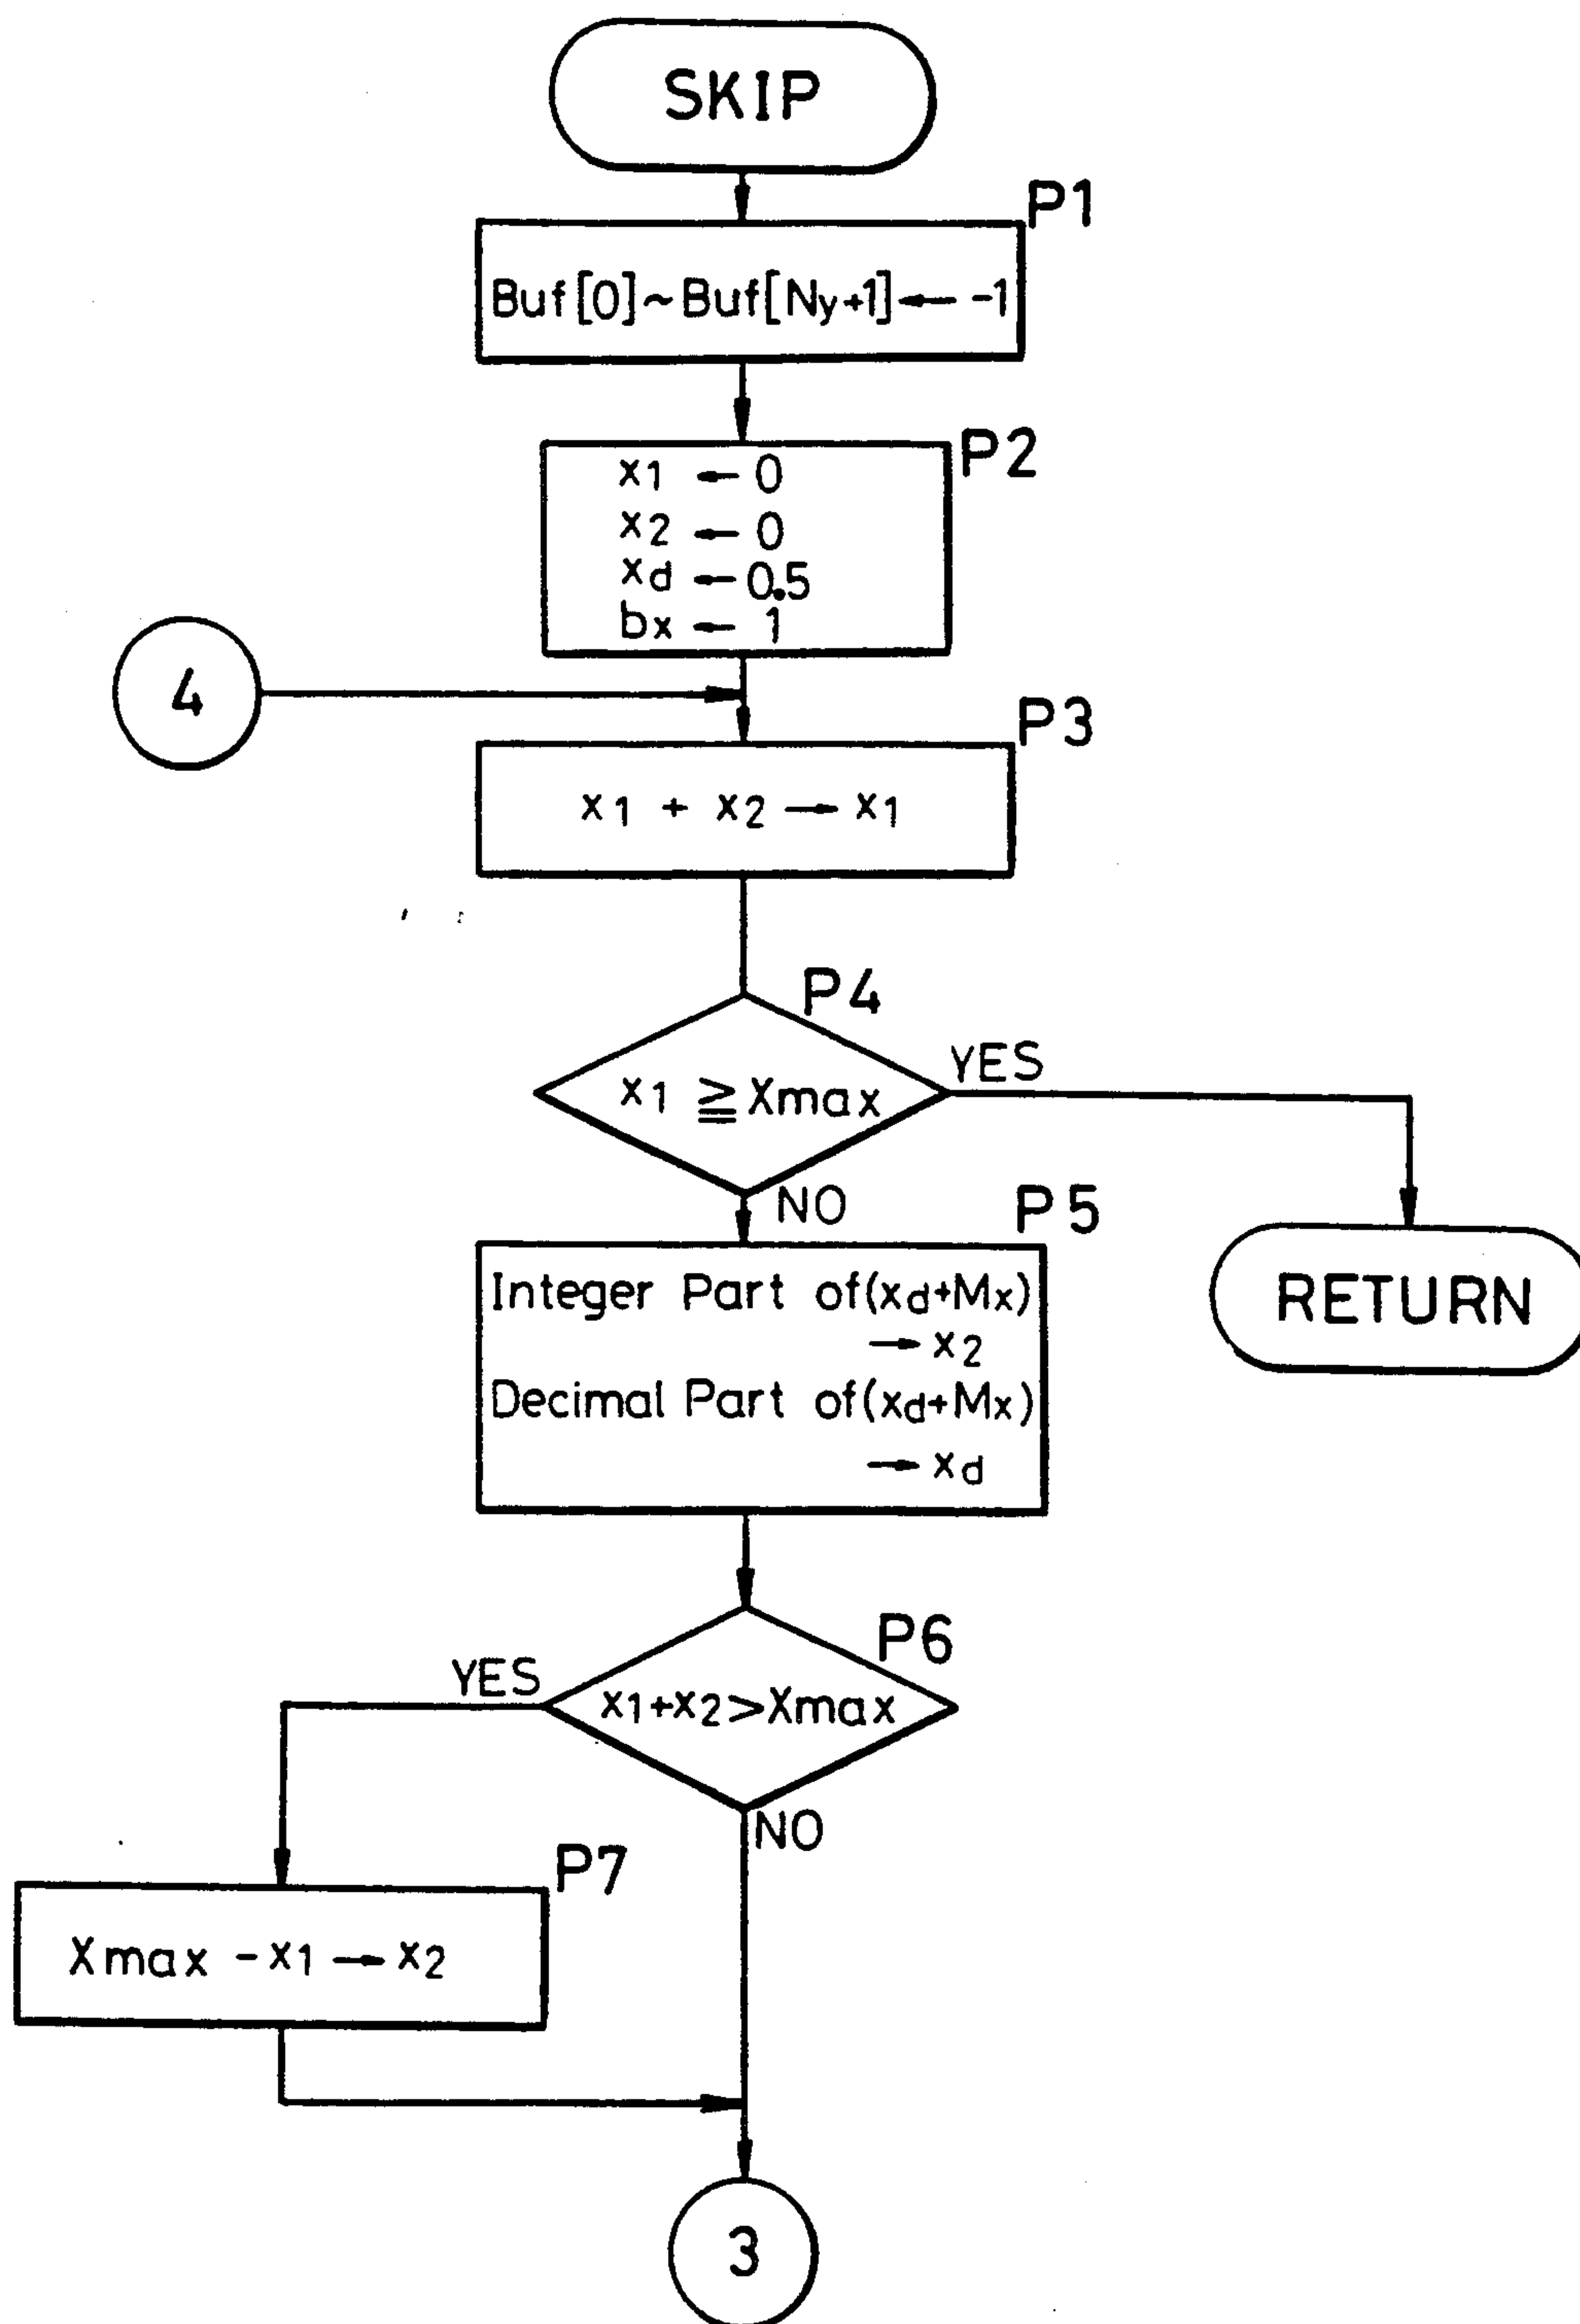 SKIP
P1
Buf[0]~Buf[Ny+1]← -1
P2
x1 ← 0
x2 ← 0
xd ← 0.5
bx ← 1
4
P3
x1 + x2 → x1
P4
x1 ≧ Xmax
YES
NO
P5
Integer Part of(xd+Mx)
→ x2
Decimal Part of(xd+Mx)
→ xd
RETURN
P6
YES
x1+x2>Xmax
NO
P7
Xmax -x1 → x2
3